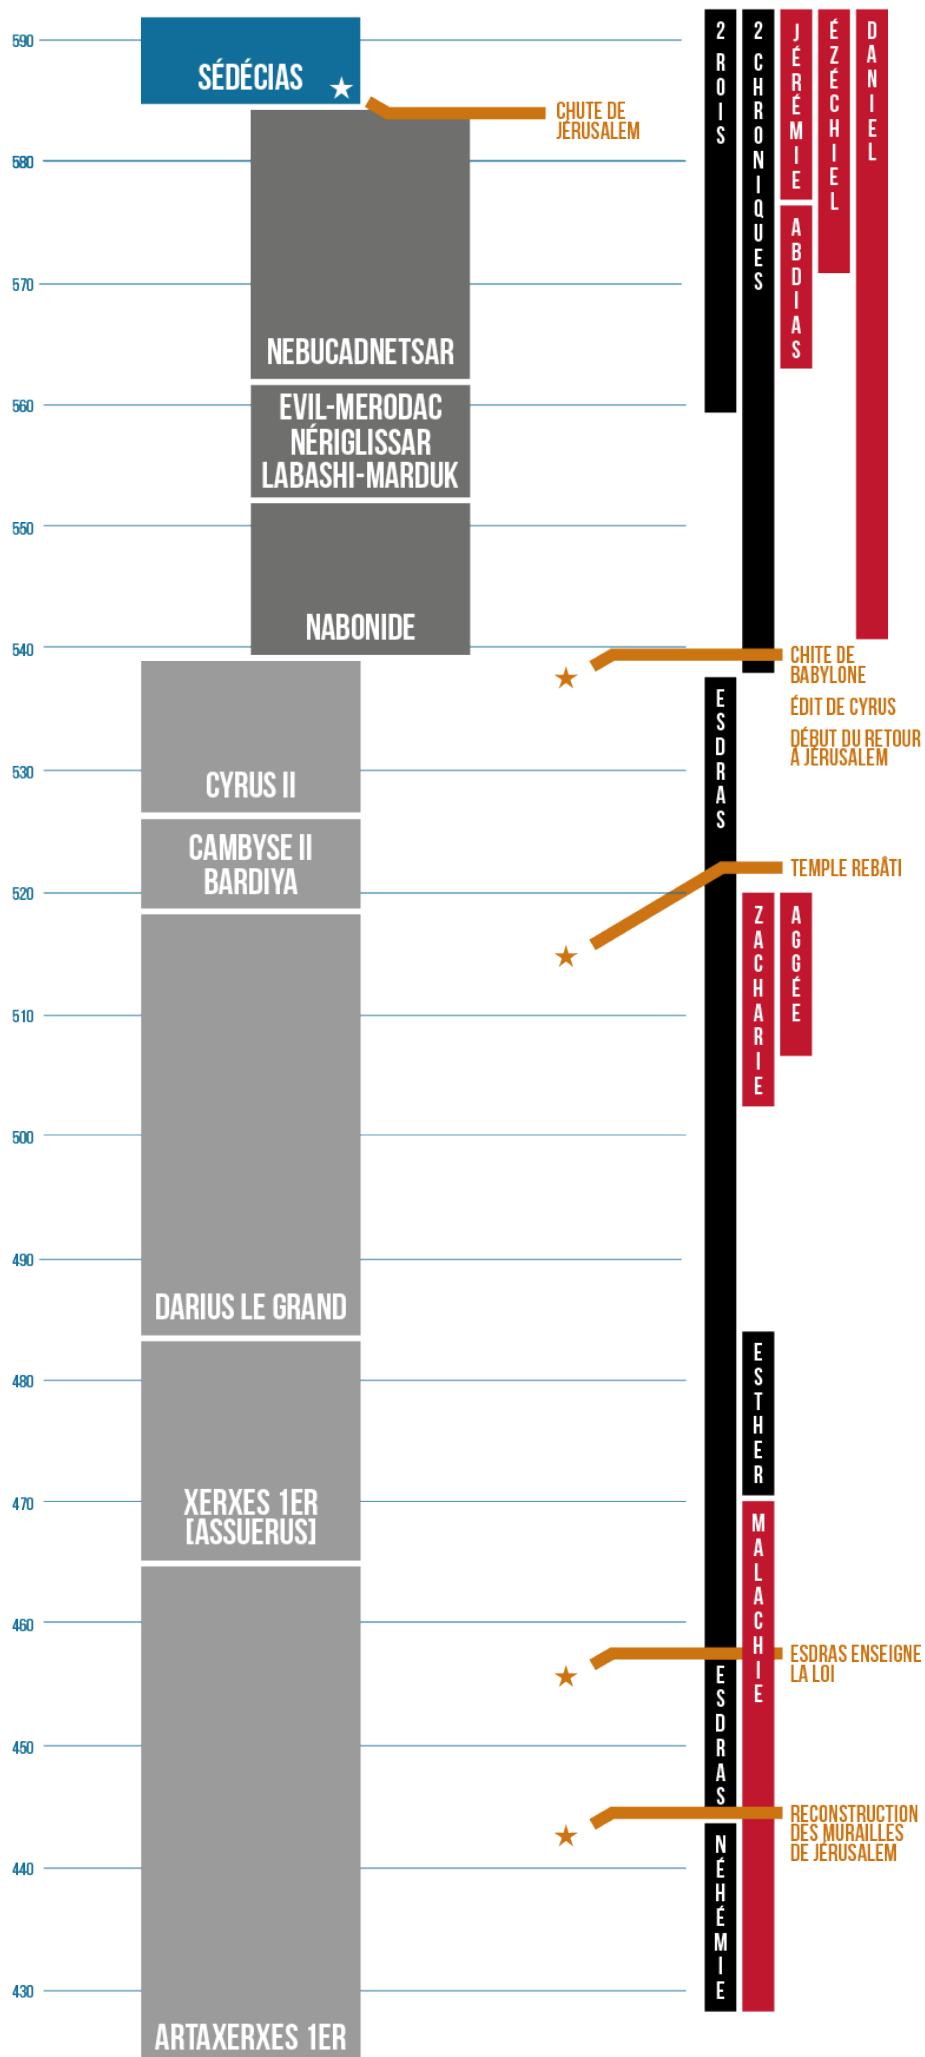 590
580
570
560
550
540
530
520
510
500
490
480
470
460
450
440
430
SÉDÉCIAS
CHUTE DE
JÉRUSALEM
NEBUCADNETSAR
EVIL-MERODAC
NÉRIGLISSAR
LABASHI-MARDUK
NABONIDE
CYRUS II
CAMBYSE II
BARDIYA
DARIUS LE GRAND
XERXES 1ER
[ASSUERUS]
ARTAXERXES 1ER
2 ROIS
2 CHRONIQUES
JÉRÉMIE
ABDIAS
ÉZÉCHIEL
DANIEL
CHITE DE
BABYLONE
ÉDIT DE CYRUS
DÉBUT DU RETOUR
À JÉRUSALEM
ESDRAS
TEMPLE REBÂTI
ZACHARIE
AGGÉE
ESTHER
MALACHIE
ESDRAS ENSEIGNE
LA LOI
ESDRAS
RECONSTRUCTION
DES MURAILLES
DE JÉRUSALEM
NÉHÉMIE